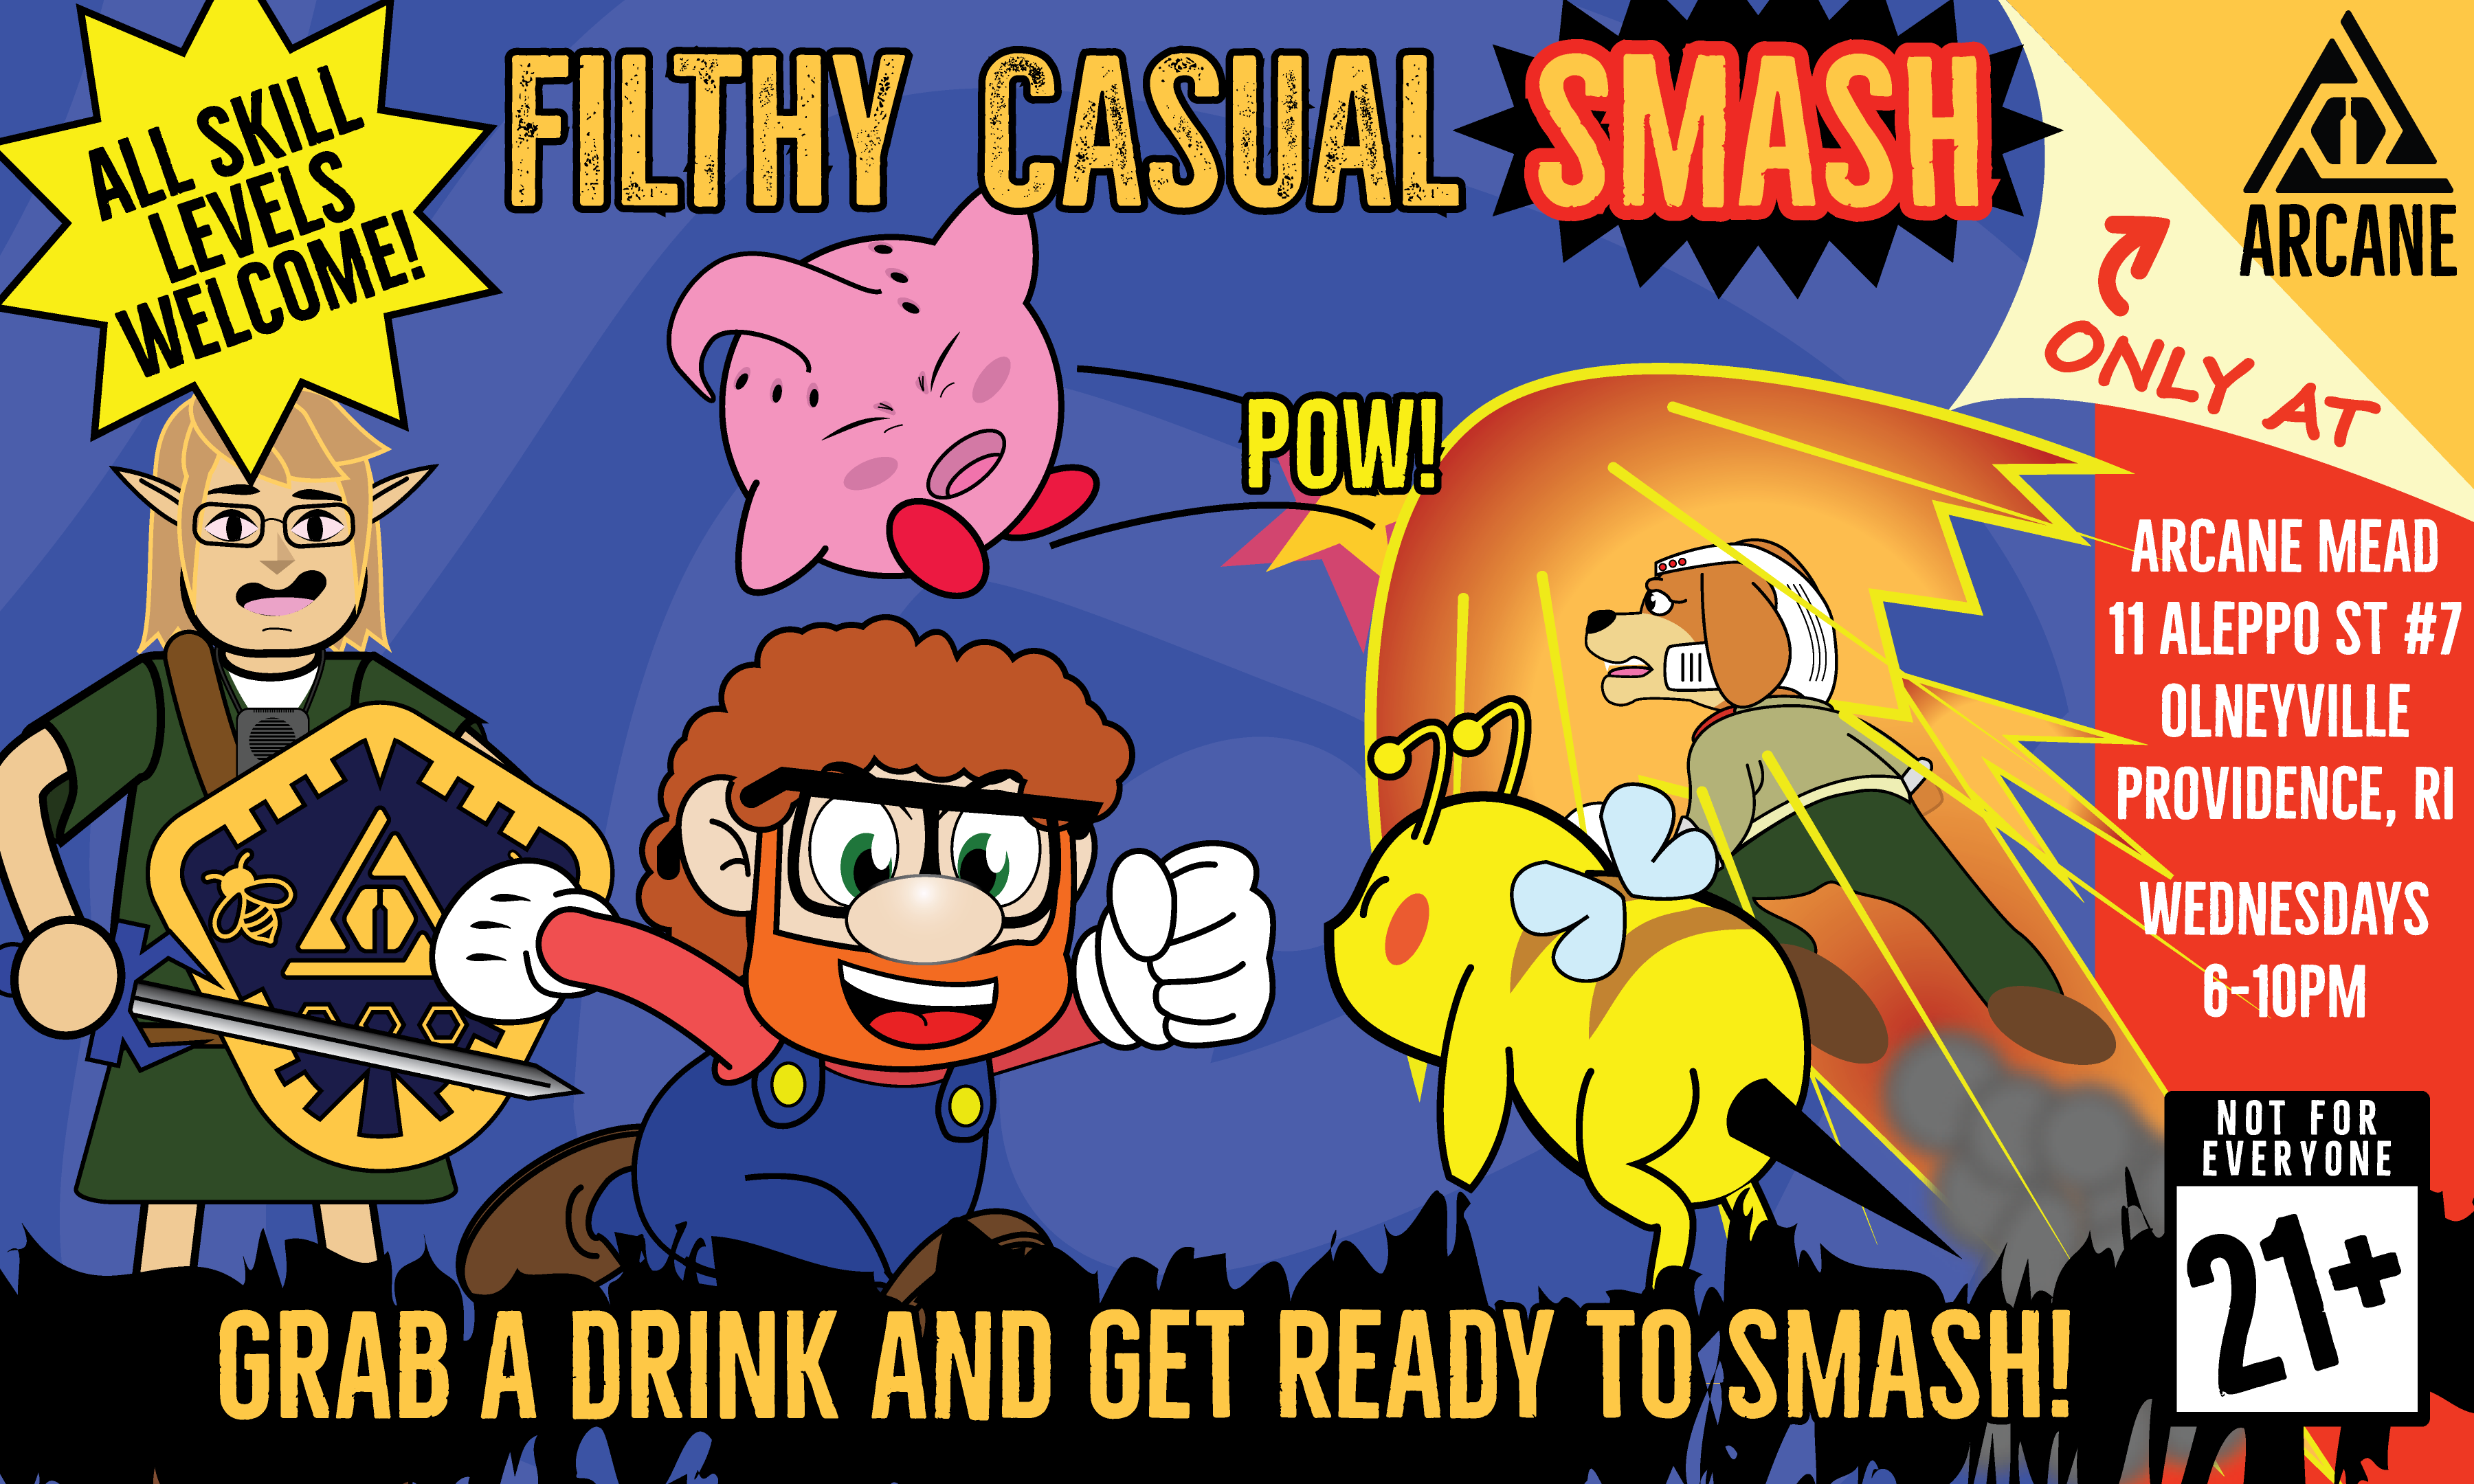 ALL SKILL
LEVELS
WELCOME!
FILTHY CASUAL SMASH
ARCANE
ONLY AT
POW!
ARCANE MEAD
11 ALEPPO ST #7
OLNEYVILLE
PROVIDENCE, RI
WEDNESDAYS
6-10PM
NOT FOR
EVERYONE
21+
GRAB A DRINK AND GET READY TO SMASH!